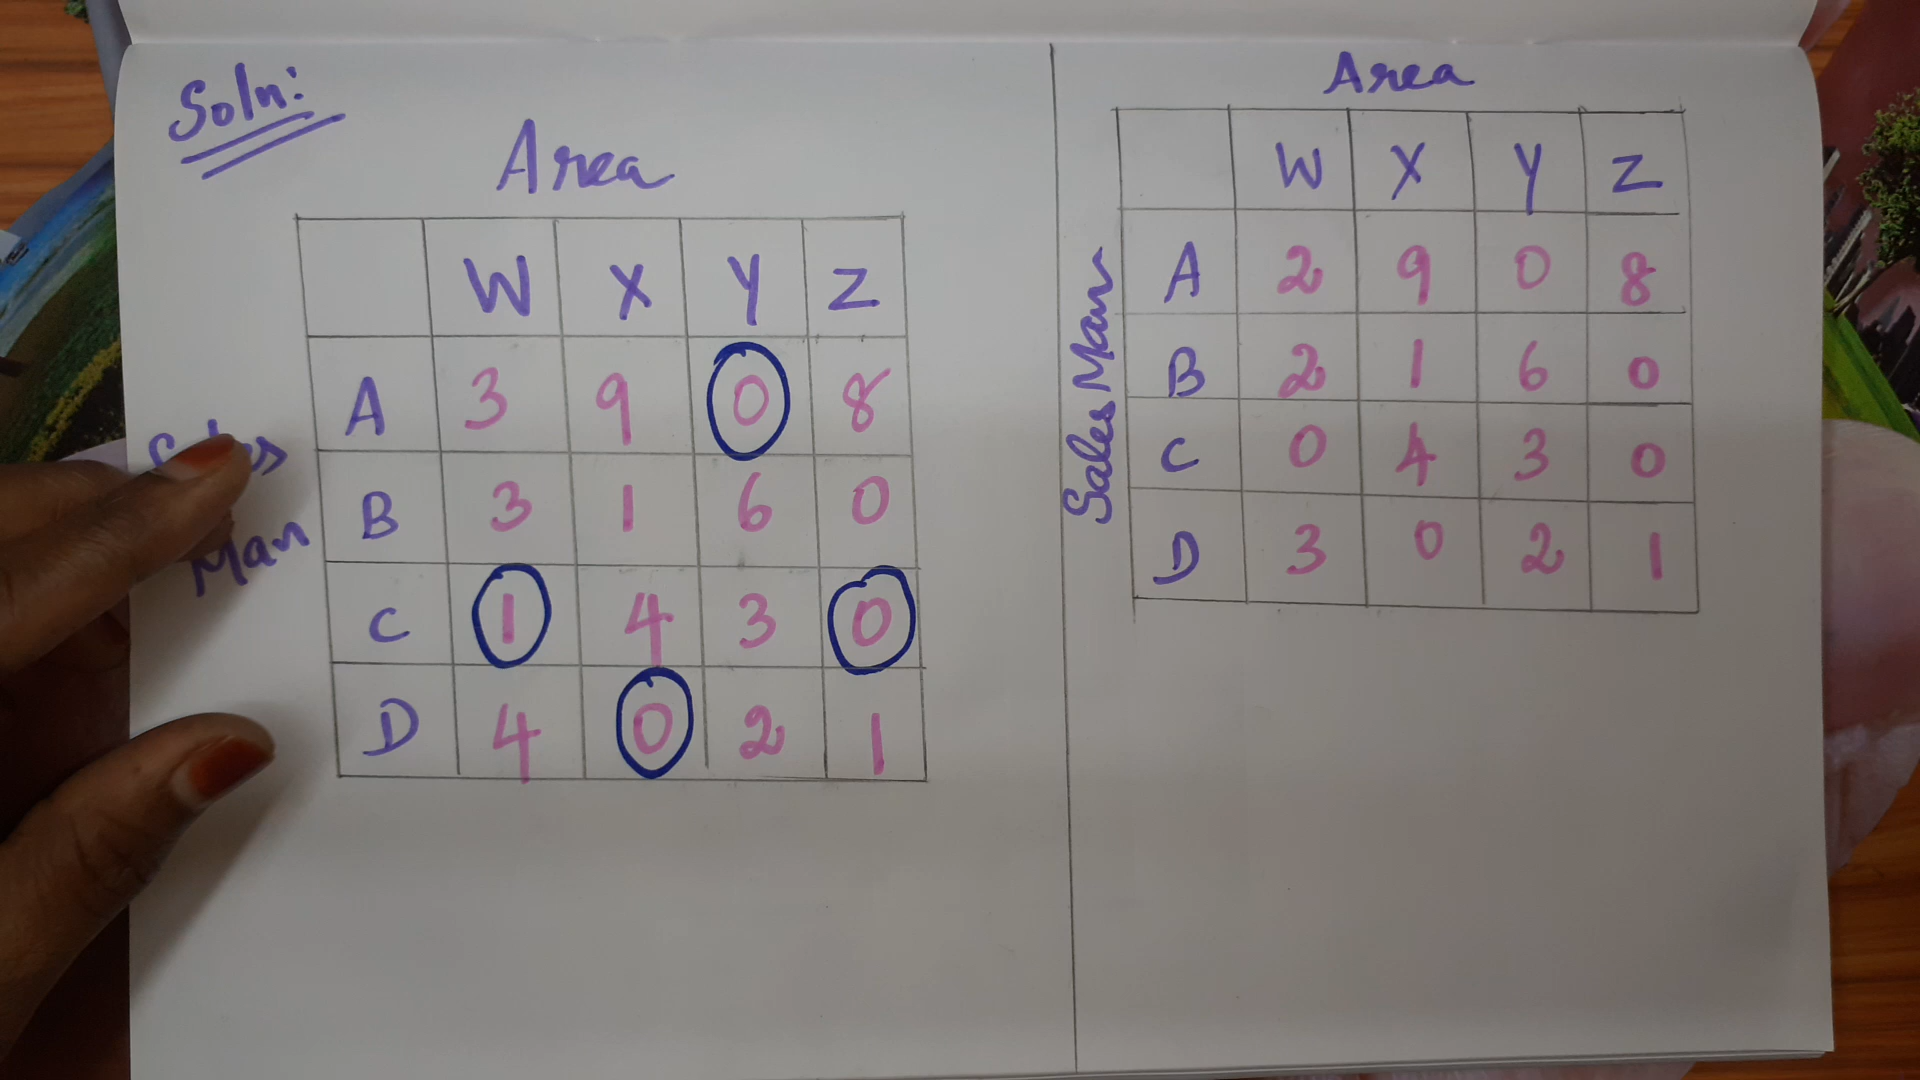 Soln:
Area
W X Y Z
A 3 9 0 8
B 3 1 6 0
Man
C 1 4 3 0
D 4 0 2 1
Area
W X Y Z
Sales Man
A 2 9 0 8
B 2 1 6 0
C 0 4 3 0
D 3 0 2 1